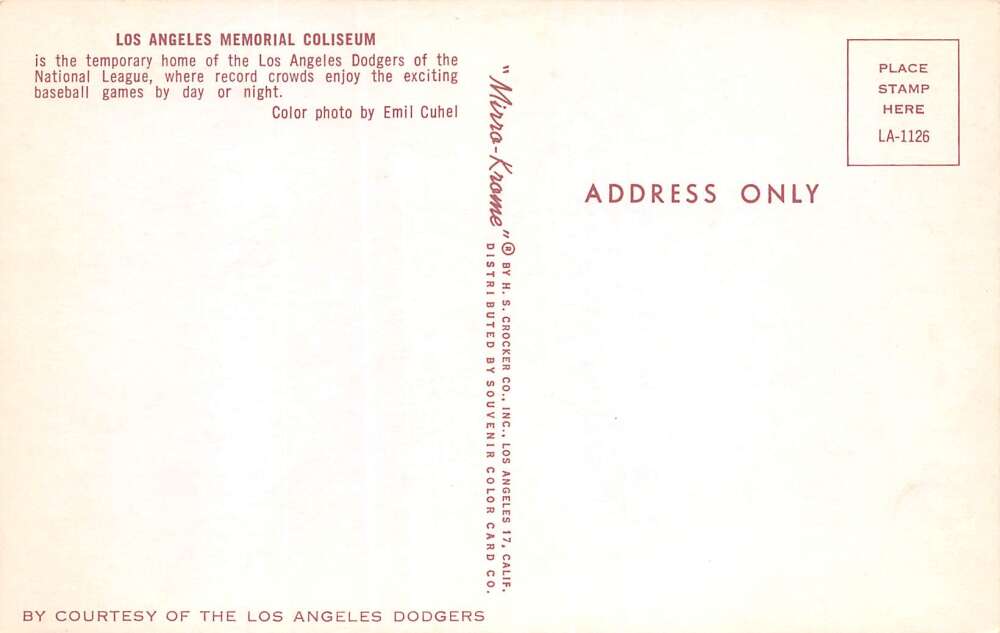 LOS ANGELES MEMORIAL COLISEUM
is the temporary home of the Los Angeles Dodgers of the
National League, where record crowds enjoy the exciting
baseball games by day or night.
Color photo by Emil Cuhel
"Mirro-Krome"® BY H. S. CROCKER CO., INC., LOS ANGELES 17, CALIF.
DISTRIBUTED BY SOUVENIR COLOR CARD CO.
PLACE
STAMP
HERE
LA-1126
ADDRESS ONLY
BY COURTESY OF THE LOS ANGELES DODGERS